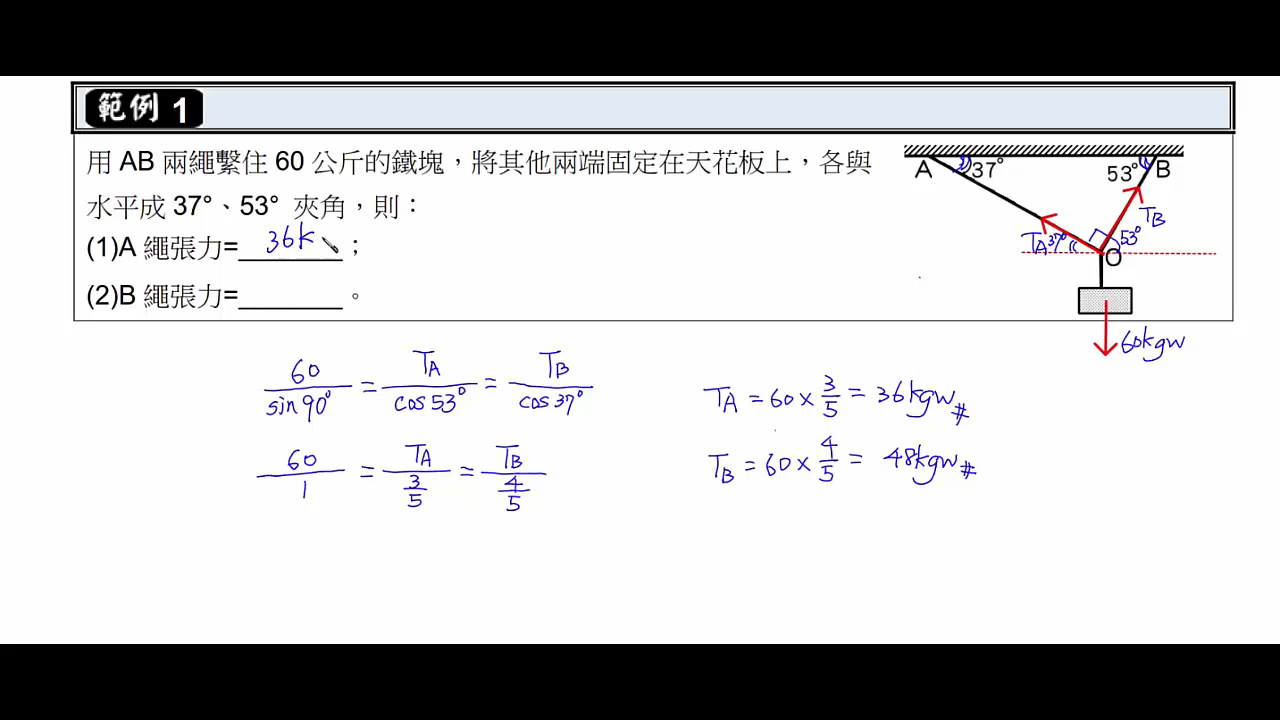 範例 1
用 AB 兩繩繫住 60 公斤的鐵塊，將其他兩端固定在天花板上，各與
水平成 37°、53° 夾角，則：
(1)A 繩張力=36k；
(2)B 繩張力=______。
A 37° 53° B
TB
TA 37° 53°
O
60kgw
60/sin90° = TA/cos53° = TB/cos37°
TA = 60 × 3/5 = 36kgw#
60/1 = TA/(3/5) = TB/(4/5)
TB = 60 × 4/5 = 48kgw#